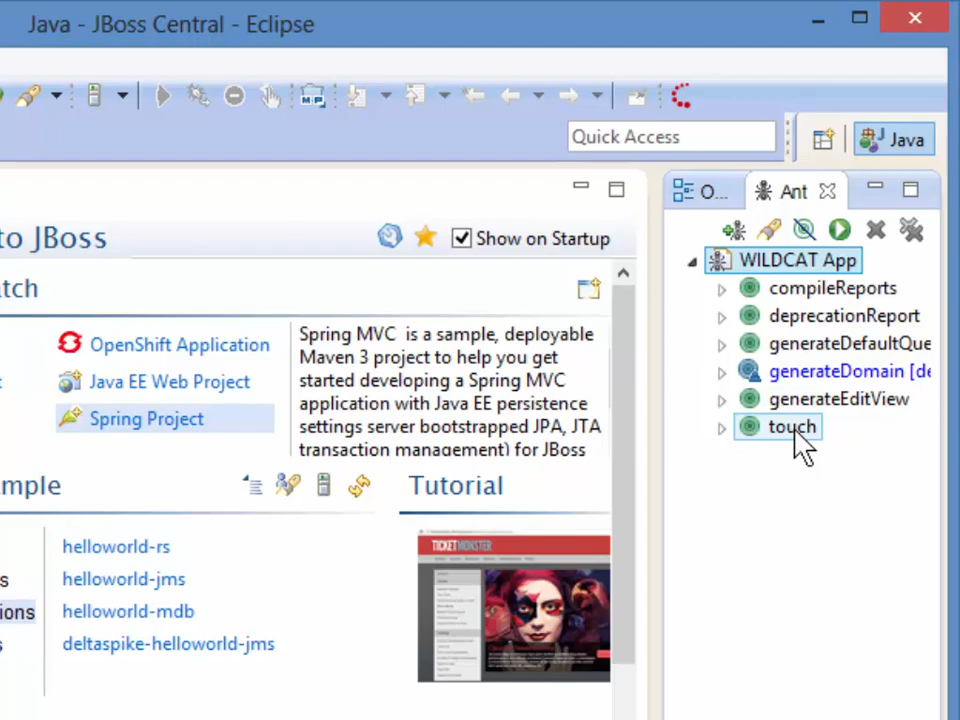 Java - JBoss Central - Eclipse
Quick Access
Java
O...
Ant
to JBoss
Show on Startup
WILDCAT App
compileReports
deprecationReport
generateDefaultQue
generateDomain [de
generateEditView
touch
atch
OpenShift Application
Java EE Web Project
Spring Project
Spring MVC is a sample, deployable
Maven 3 project to help you get
started developing a Spring MVC
application with Java EE persistence
settings server bootstrapped JPA, JTA
transaction management) for JBoss
mple
Tutorial
helloworld-rs
helloworld-jms
ions
helloworld-mdb
deltaspike-helloworld-jms
TICKETMONSTER